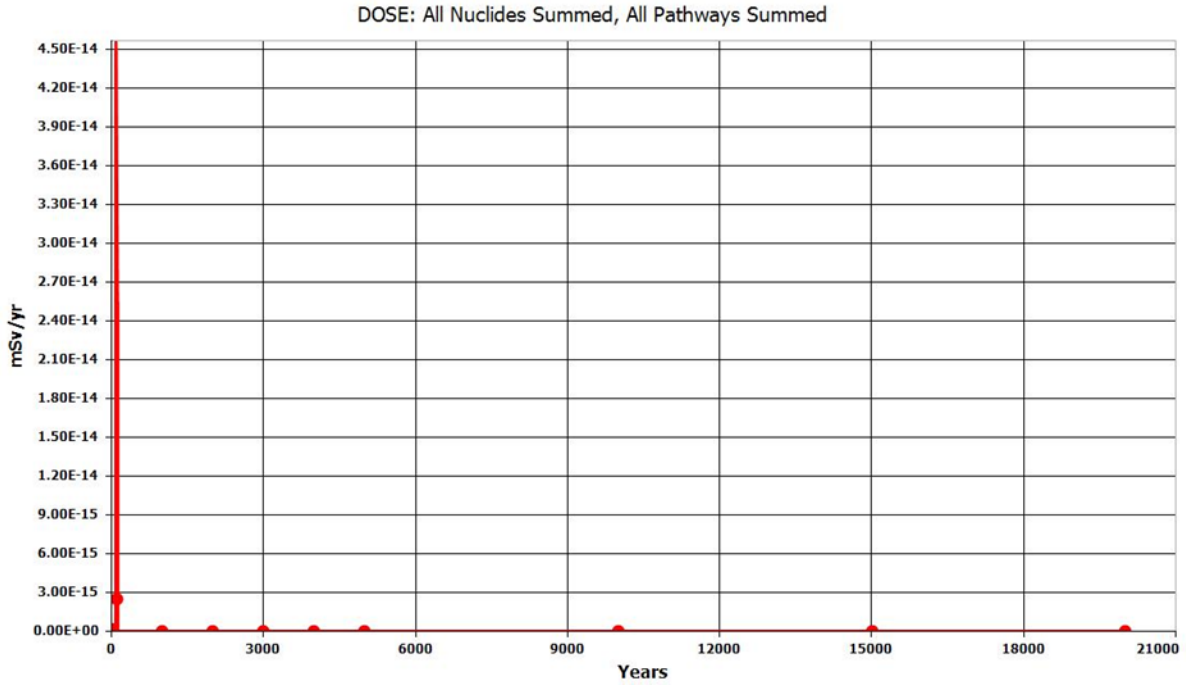 DOSE: All Nuclides Summed, All Pathways Summed
4.50E-14
4.20E-14
3.90E-14
3.60E-14
3.30E-14
3.00E-14
2.70E-14
2.40E-14
2.10E-14
1.80E-14
1.50E-14
1.20E-14
9.00E-15
6.00E-15
3.00E-15
0.00E+00
mSv/yr
0 3000 6000 9000 12000 15000 18000 21000
Years